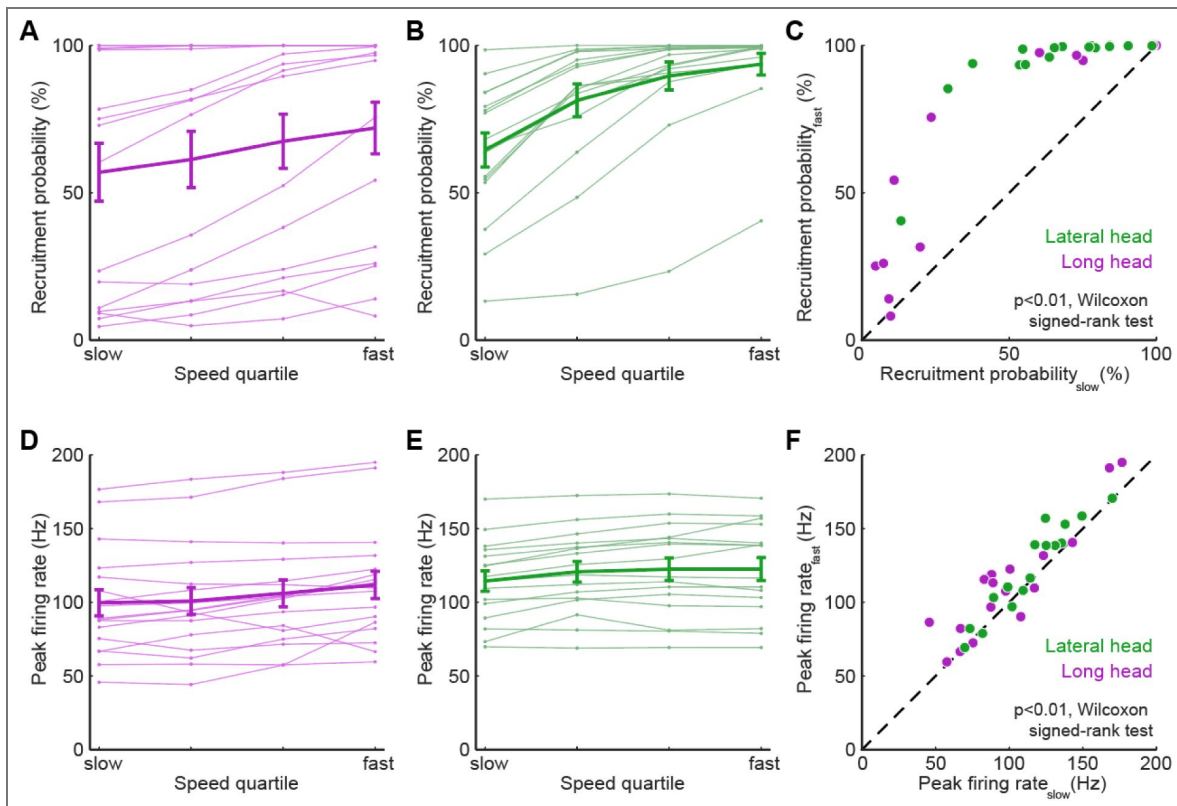 A
Recruitment probability (%)
100
50
0
slow
fast
Speed quartile
B
Recruitment probability (%)
100
50
0
slow
fast
Speed quartile
C
Recruitment probability fast (%)
100
50
0
0
50
100
Recruitment probability slow (%)
Lateral head
Long head
p<0.01, Wilcoxon
signed-rank test
D
Peak firing rate (Hz)
200
150
100
50
0
slow
fast
Speed quartile
E
Peak firing rate (Hz)
200
150
100
50
0
slow
fast
Speed quartile
F
Peak firing rate fast (Hz)
200
150
100
50
0
0
50
100
150
200
Peak firing rate slow (Hz)
Lateral head
Long head
p<0.01, Wilcoxon
signed-rank test